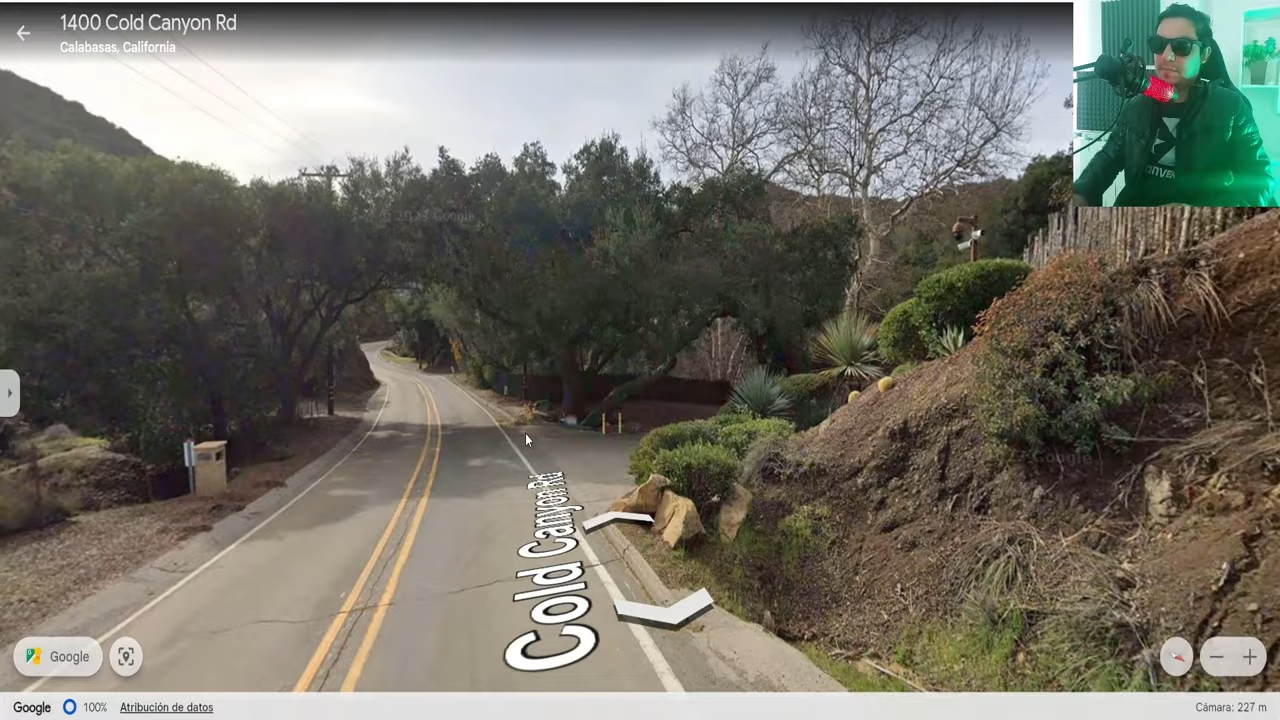 1400 Cold Canyon Rd
Calabasas, California
Cold Canyon Rd
Google
Google
100%
Atribución de datos
Cámara: 227 m